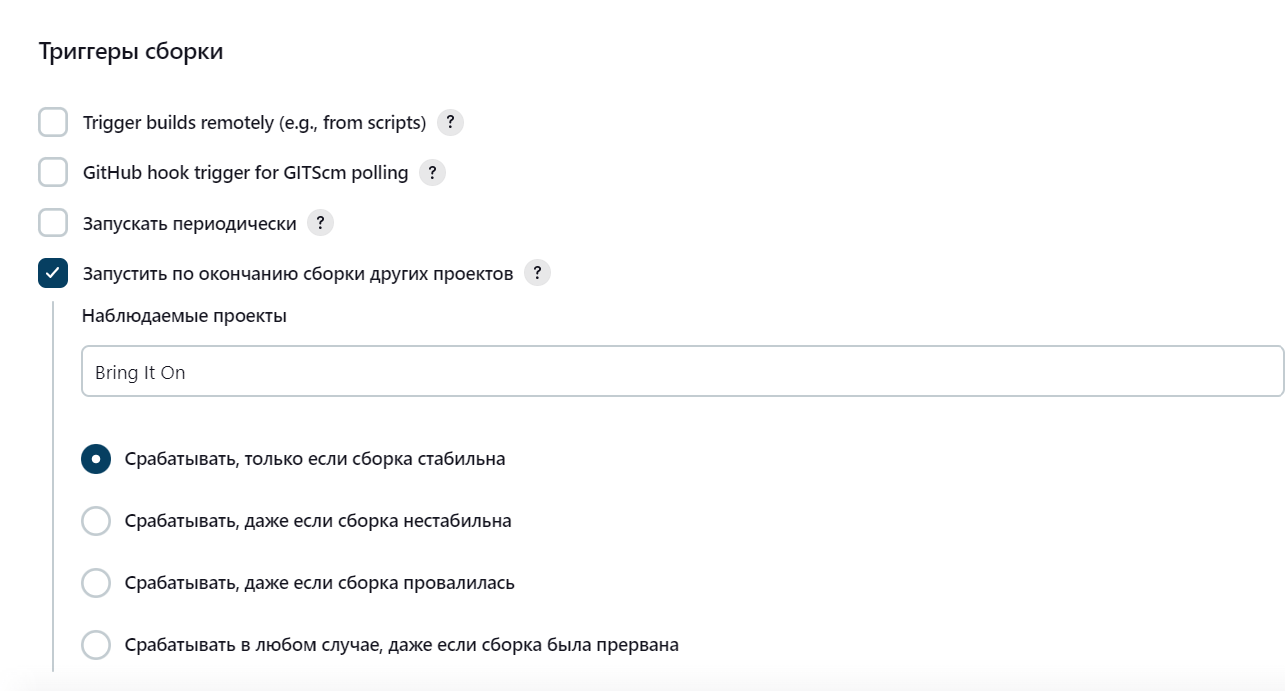 Триггеры сборки
Trigger builds remotely (e.g., from scripts) ?
GitHub hook trigger for GITScm polling ?
Запускать периодически ?
Запустить по окончанию сборки других проектов ?
Наблюдаемые проекты
Bring It On
Срабатывать, только если сборка стабильна
Срабатывать, даже если сборка нестабильна
Срабатывать, даже если сборка провалилась
Срабатывать в любом случае, даже если сборка была прервана